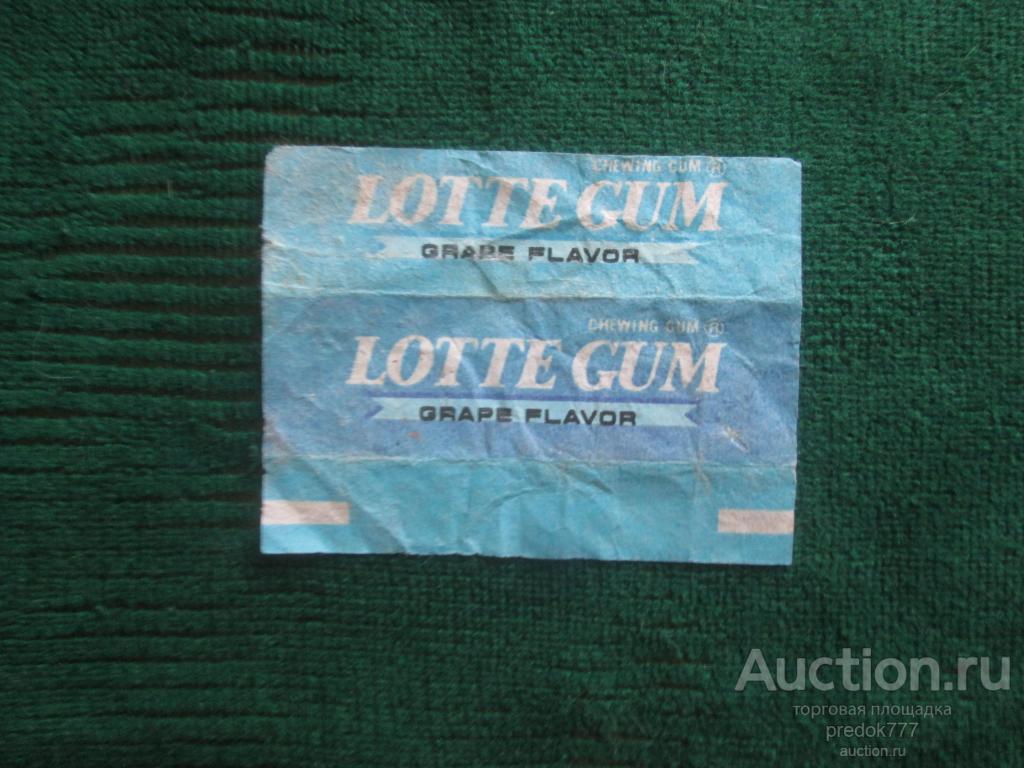 CHEWING GUM ®
LOTTE GUM
GRAPE FLAVOR
CHEWING GUM ®
LOTTE GUM
GRAPE FLAVOR
Auction.ru
торговая площадка
predok777
auction.ru